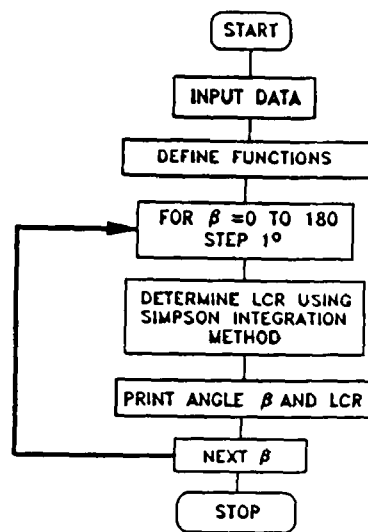 START
INPUT DATA
DEFINE FUNCTIONS
FOR β =0 TO 180
STEP 1º
DETERMINE LCR USING
SIMPSON INTEGRATION
METHOD
PRINT ANGLE β AND LCR
NEXT β
STOP